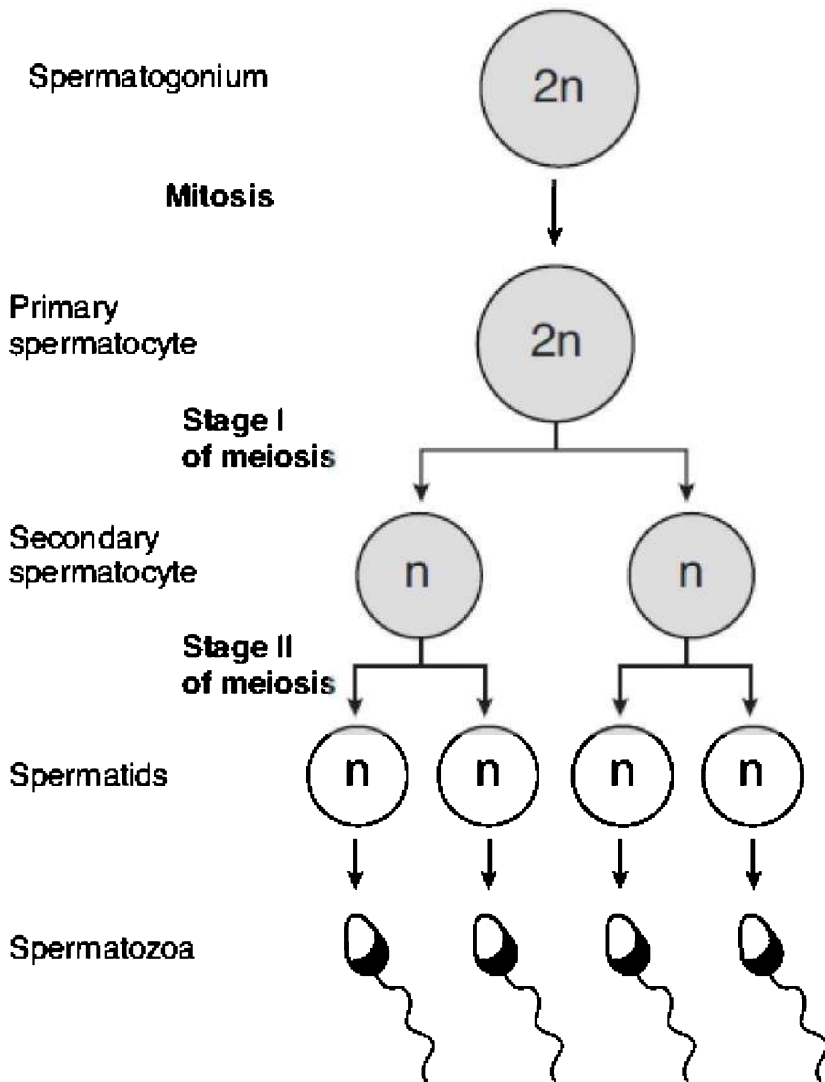 Spermatogonium
2n
Mitosis
Primary
spermatocyte
2n
Stage I
of meiosis
Secondary
spermatocyte
n n
Stage II
of meiosis
Spermatids
n n n n
Spermatozoa